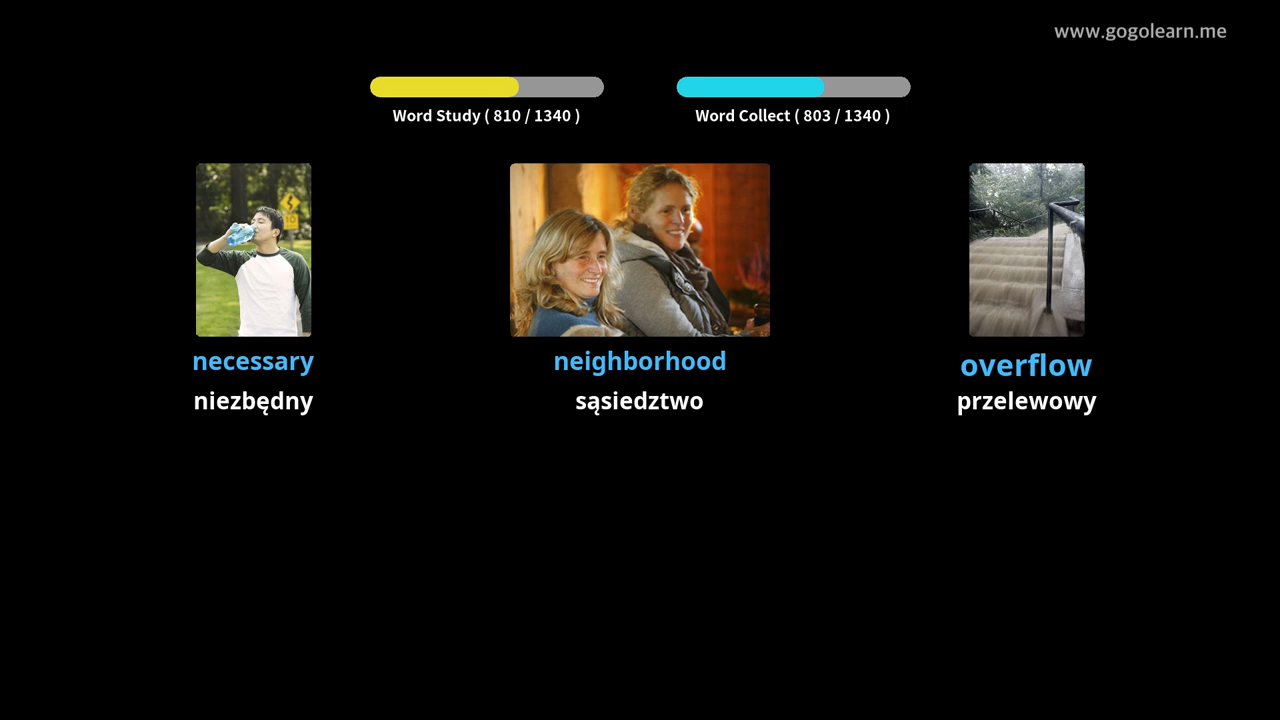 www.gogolearn.me
Word Study ( 810 / 1340 )
Word Collect ( 803 / 1340 )
necessary
niezbędny
neighborhood
sąsiedztwo
overflow
przelewowy